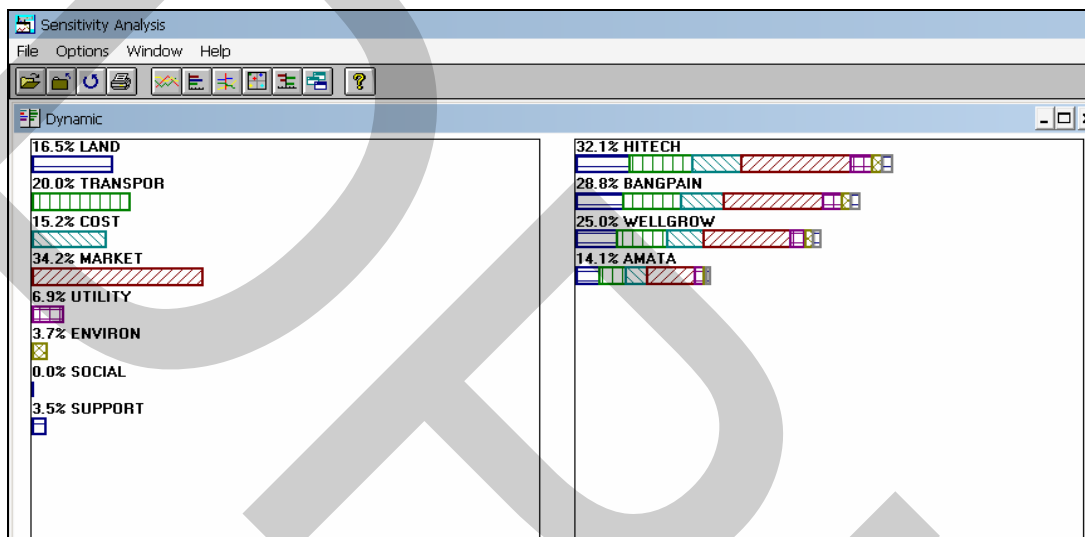 Sensitivity Analysis
File Options Window Help
Dynamic
16.5% LAND
20.0% TRANSPOR
15.2% COST
34.2% MARKET
6.9% UTILITY
3.7% ENVIRON
0.0% SOCIAL
3.5% SUPPORT
32.1% HITECH
28.8% BANGPAIN
25.0% WELLGROW
14.1% AMATA